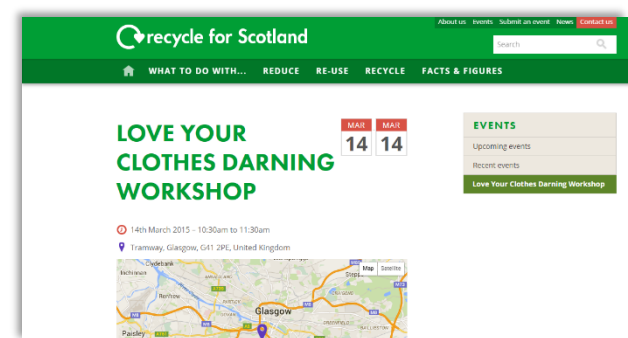 About us Events Submit an event News Contact us
recycle for Scotland
Search
WHAT TO DO WITH... REDUCE RE-USE RECYCLE FACTS & FIGURES
LOVE YOUR
CLOTHES DARNING
WORKSHOP
MAR MAR
14 14
EVENTS
Upcoming events
Recent events
Love Your Clothes Darning Workshop
14th March 2015 - 10:30am to 11:30am
Tramway, Glasgow, G41 2PE, United Kingdom
Clydebank
Map Satellite
Inchinnan
Renfrew
Glasgow
Paisley